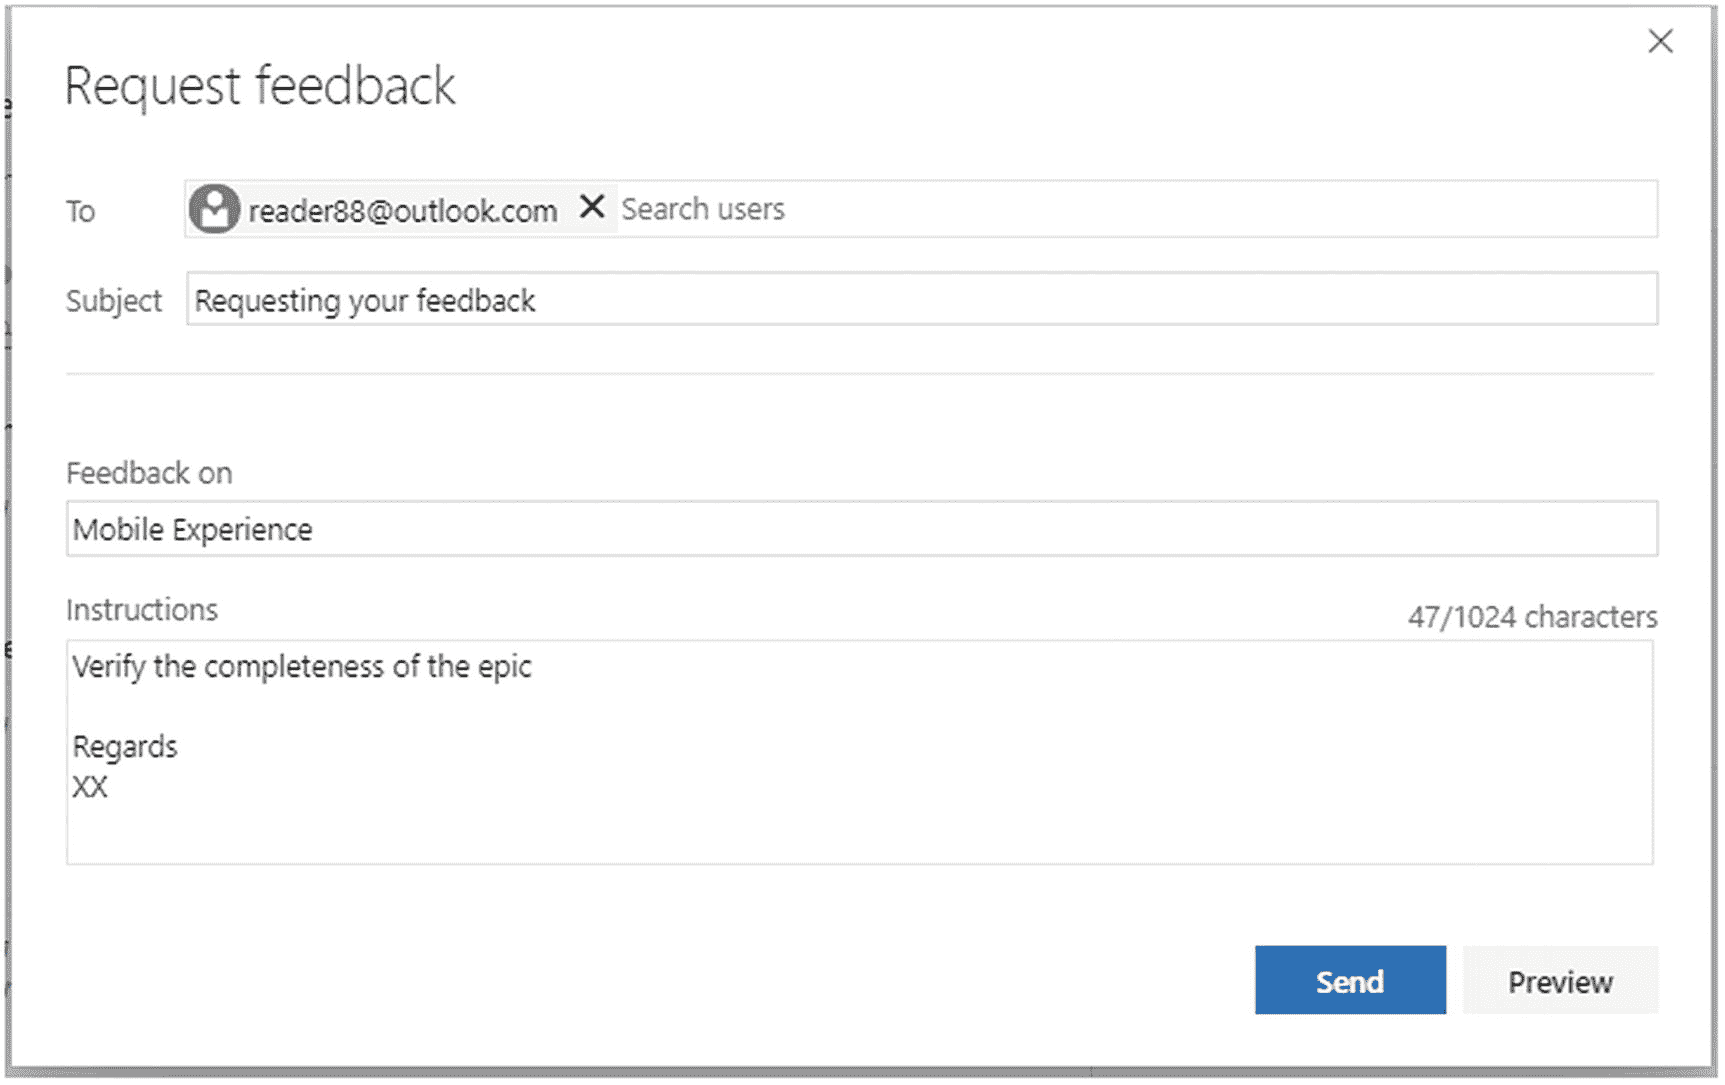 Request feedback
To reader88@outlook.com Search users
Subject Requesting your feedback
Feedback on
Mobile Experience
Instructions 47/1024 characters
Verify the completeness of the epic
Regards
XX
Send Preview